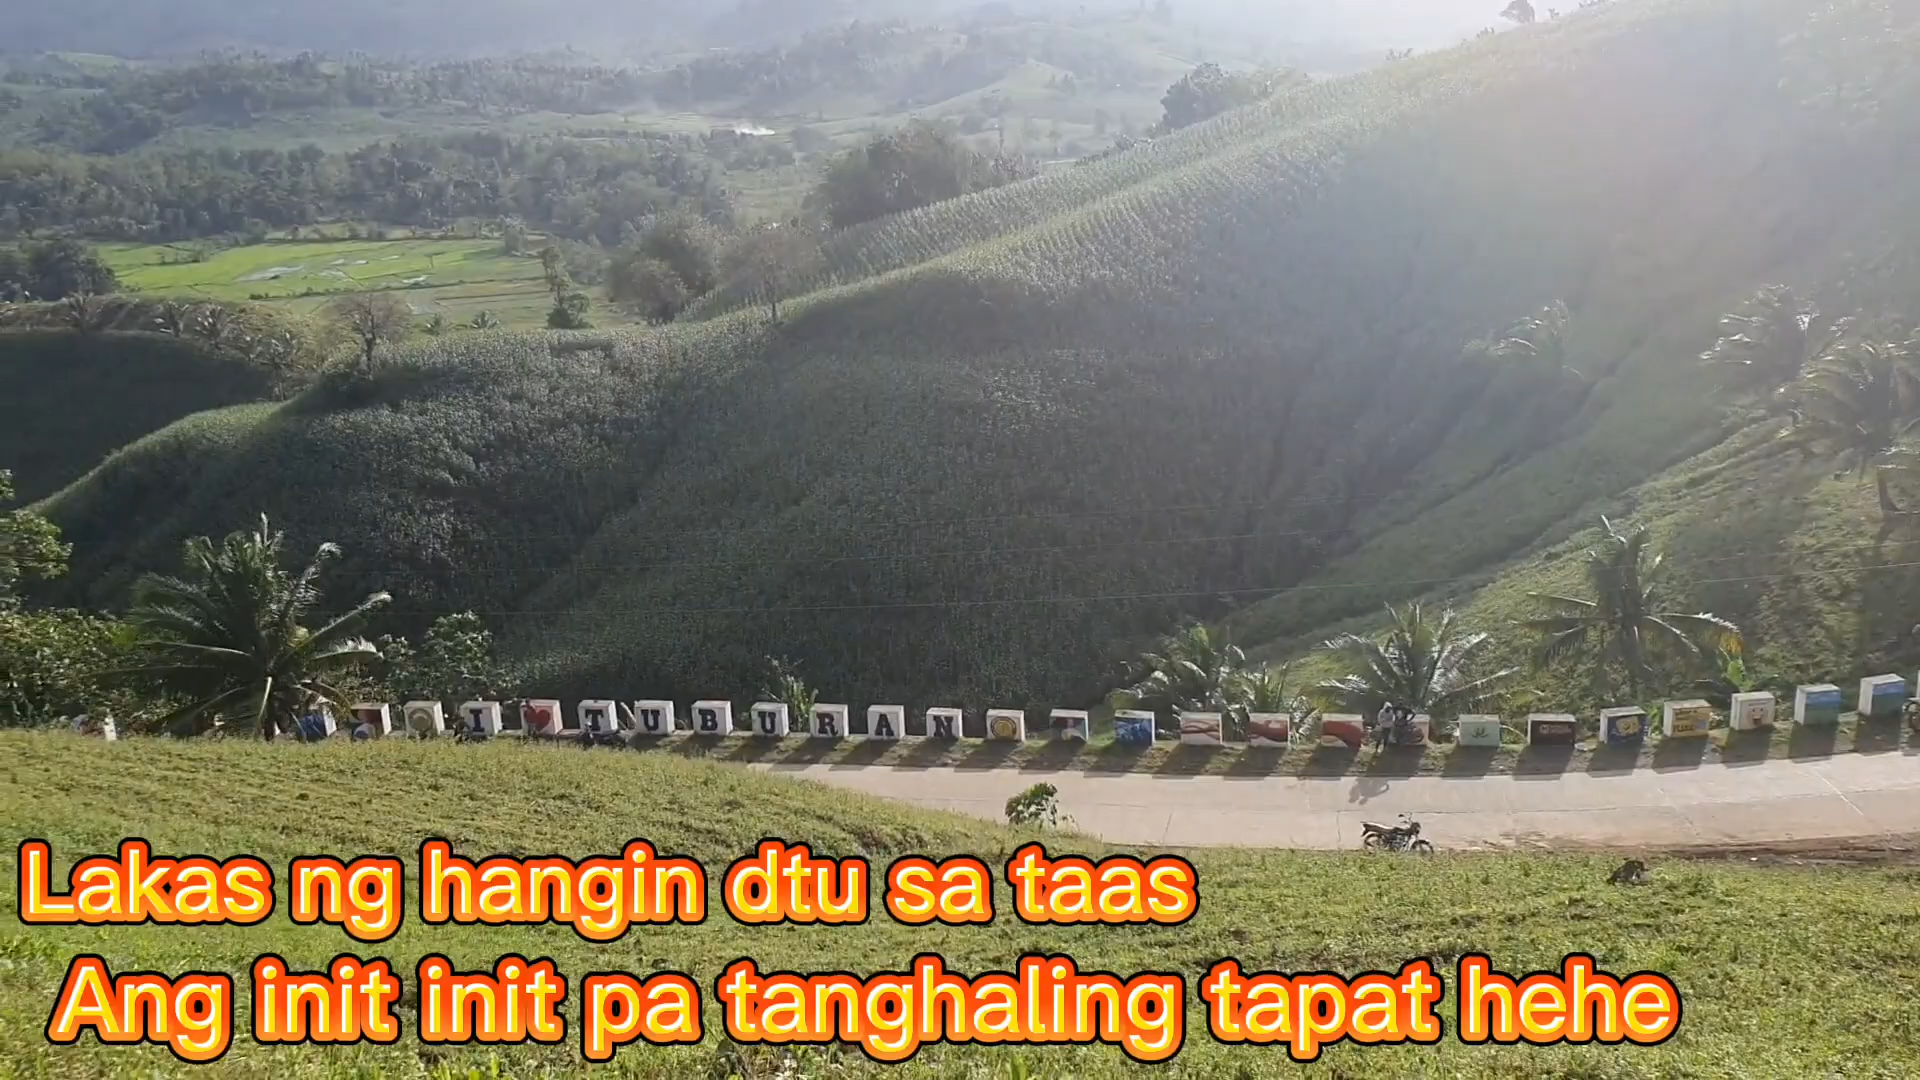 I ❤ TUBURAN
Lakas ng hangin dtu sa taas
Ang init init pa tanghaling tapat hehe